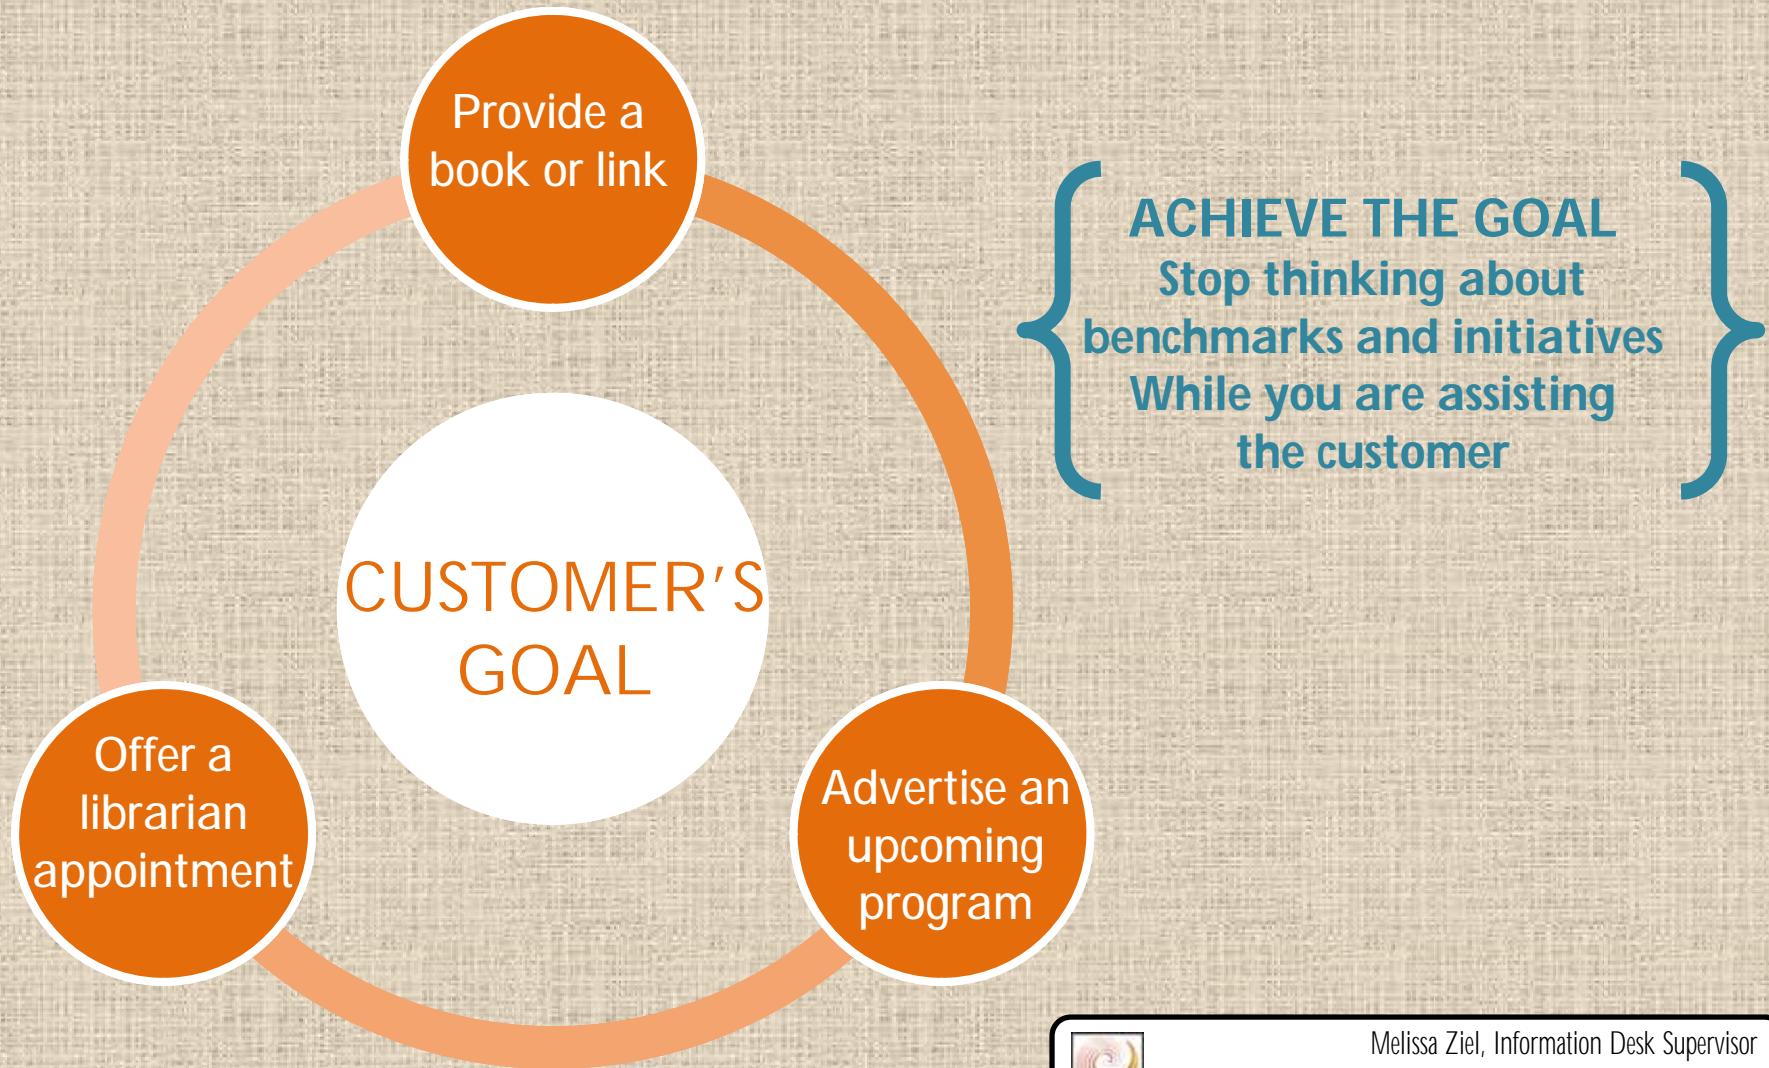 Provide a
book or link
ACHIEVE THE GOAL
Stop thinking about
benchmarks and initiatives
While you are assisting
the customer
CUSTOMER'S
GOAL
Offer a
librarian
appointment
Advertise an
upcoming
program
Melissa Ziel, Information Desk Supervisor